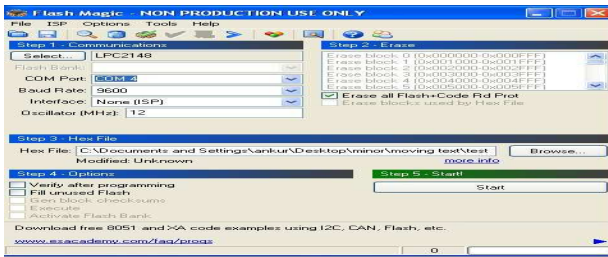 Flash Magic - NON PRODUCTION USE ONLY
File ISP Options Tools Help
Step 1 - Communications
Select... LPC2148
Flash Bank:
COM Port: COM 4
Baud Rate: 9600
Interface: None (ISP)
Oscillator (MHz): 12
Step 2 - Erase
Erase block 0 (0x000000-0x000FFF)
Erase block 1 (0x001000-0x001FFF)
Erase block 2 (0x002000-0x002FFF)
Erase block 3 (0x003000-0x003FFF)
Erase block 4 (0x004000-0x004FFF)
Erase block 5 (0x005000-0x005FFF)
Erase all Flash+Code Rd Prot
Erase blocks used by Hex File
Step 3 - Hex File
Hex File: C:\Documents and Settings\ankur\Desktop\minor\moving text\test Browse...
Modified: Unknown more info
Step 4 - Options
Verify after programming
Fill unused Flash
Gen block checksums
Execute
Activate Flash Bank
Step 5 - Start!
Start
Download free 8051 and XA code examples using I2C, CAN, Flash, etc.
www.esacademy.com/faq/progs
0